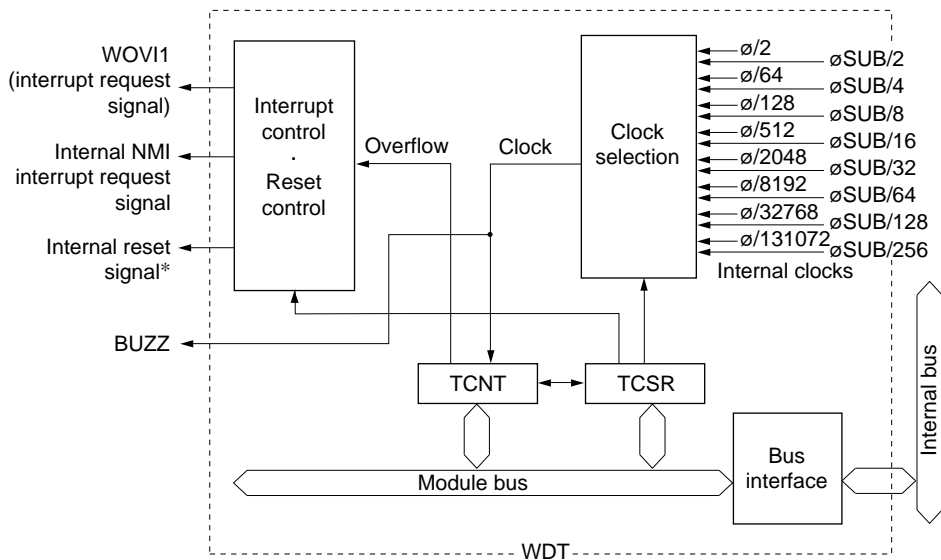 WOVI1
(interrupt request
signal)
Internal NMI
interrupt request
signal
Internal reset
signal*
BUZZ
Interrupt
control
·
Reset
control
Overflow
Clock
Clock
selection
ø/2
øSUB/2
ø/64
øSUB/4
ø/128
øSUB/8
ø/512
øSUB/16
ø/2048
øSUB/32
ø/8192
øSUB/64
ø/32768
øSUB/128
ø/131072
øSUB/256
Internal clocks
TCNT
TCSR
Module bus
Bus
interface
Internal bus
WDT